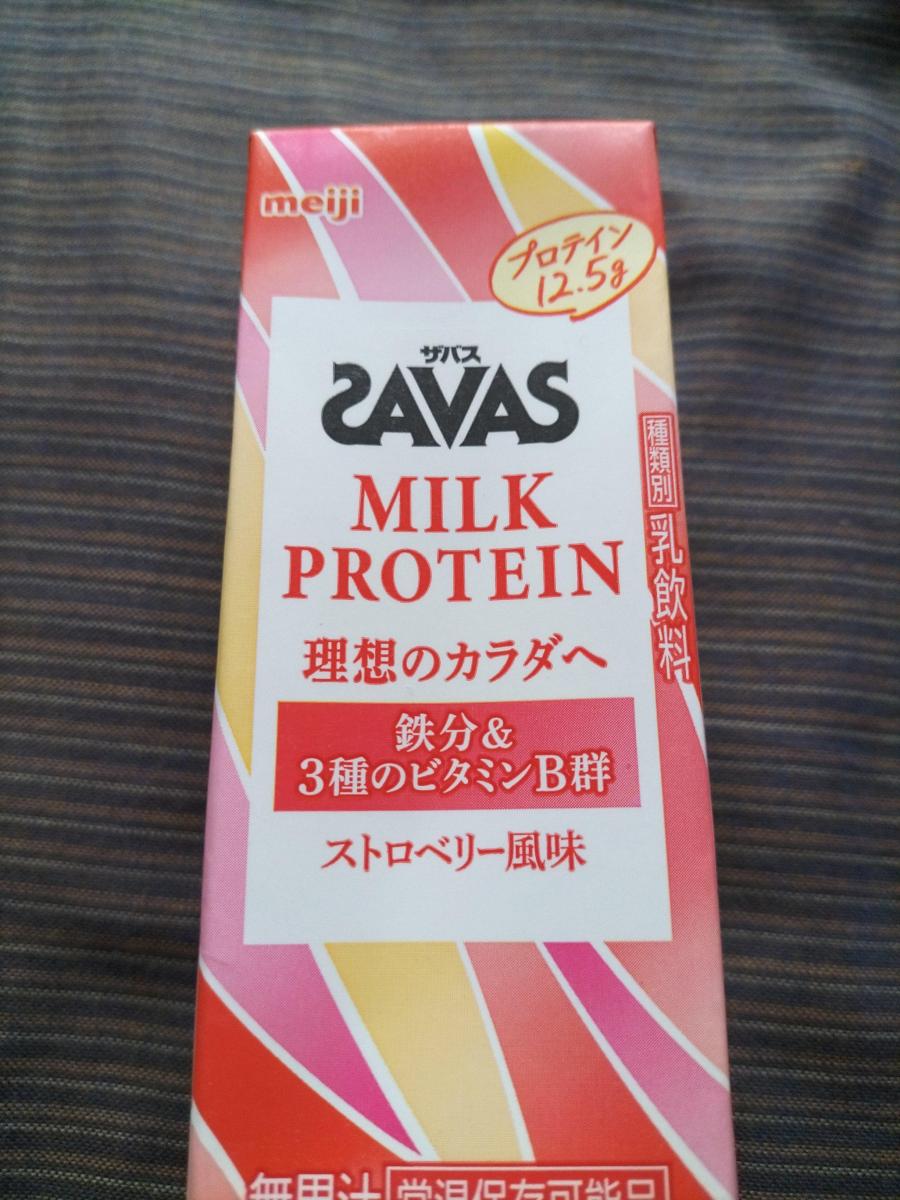 meiji
プロテイン
12.5g
ザバス
SAVAS
MILK
PROTEIN
理想のカラダへ
鉄分&
3種のビタミンB群
ストロベリー風味
種類別
乳飲料
無果汁 常温保存可能品